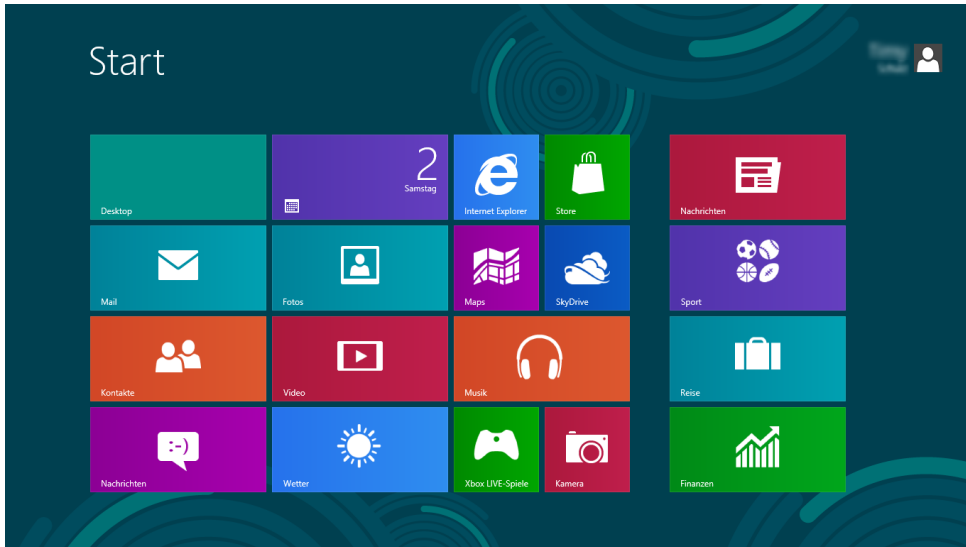 Start
Desktop
2
Samstag
Internet Explorer
Store
Nachrichten
Mail
Fotos
Maps
SkyDrive
Sport
Kontakte
Video
Musik
Reise
Nachrichten
:-)
Wetter
Xbox LIVE-Spiele
Kamera
Finanzen